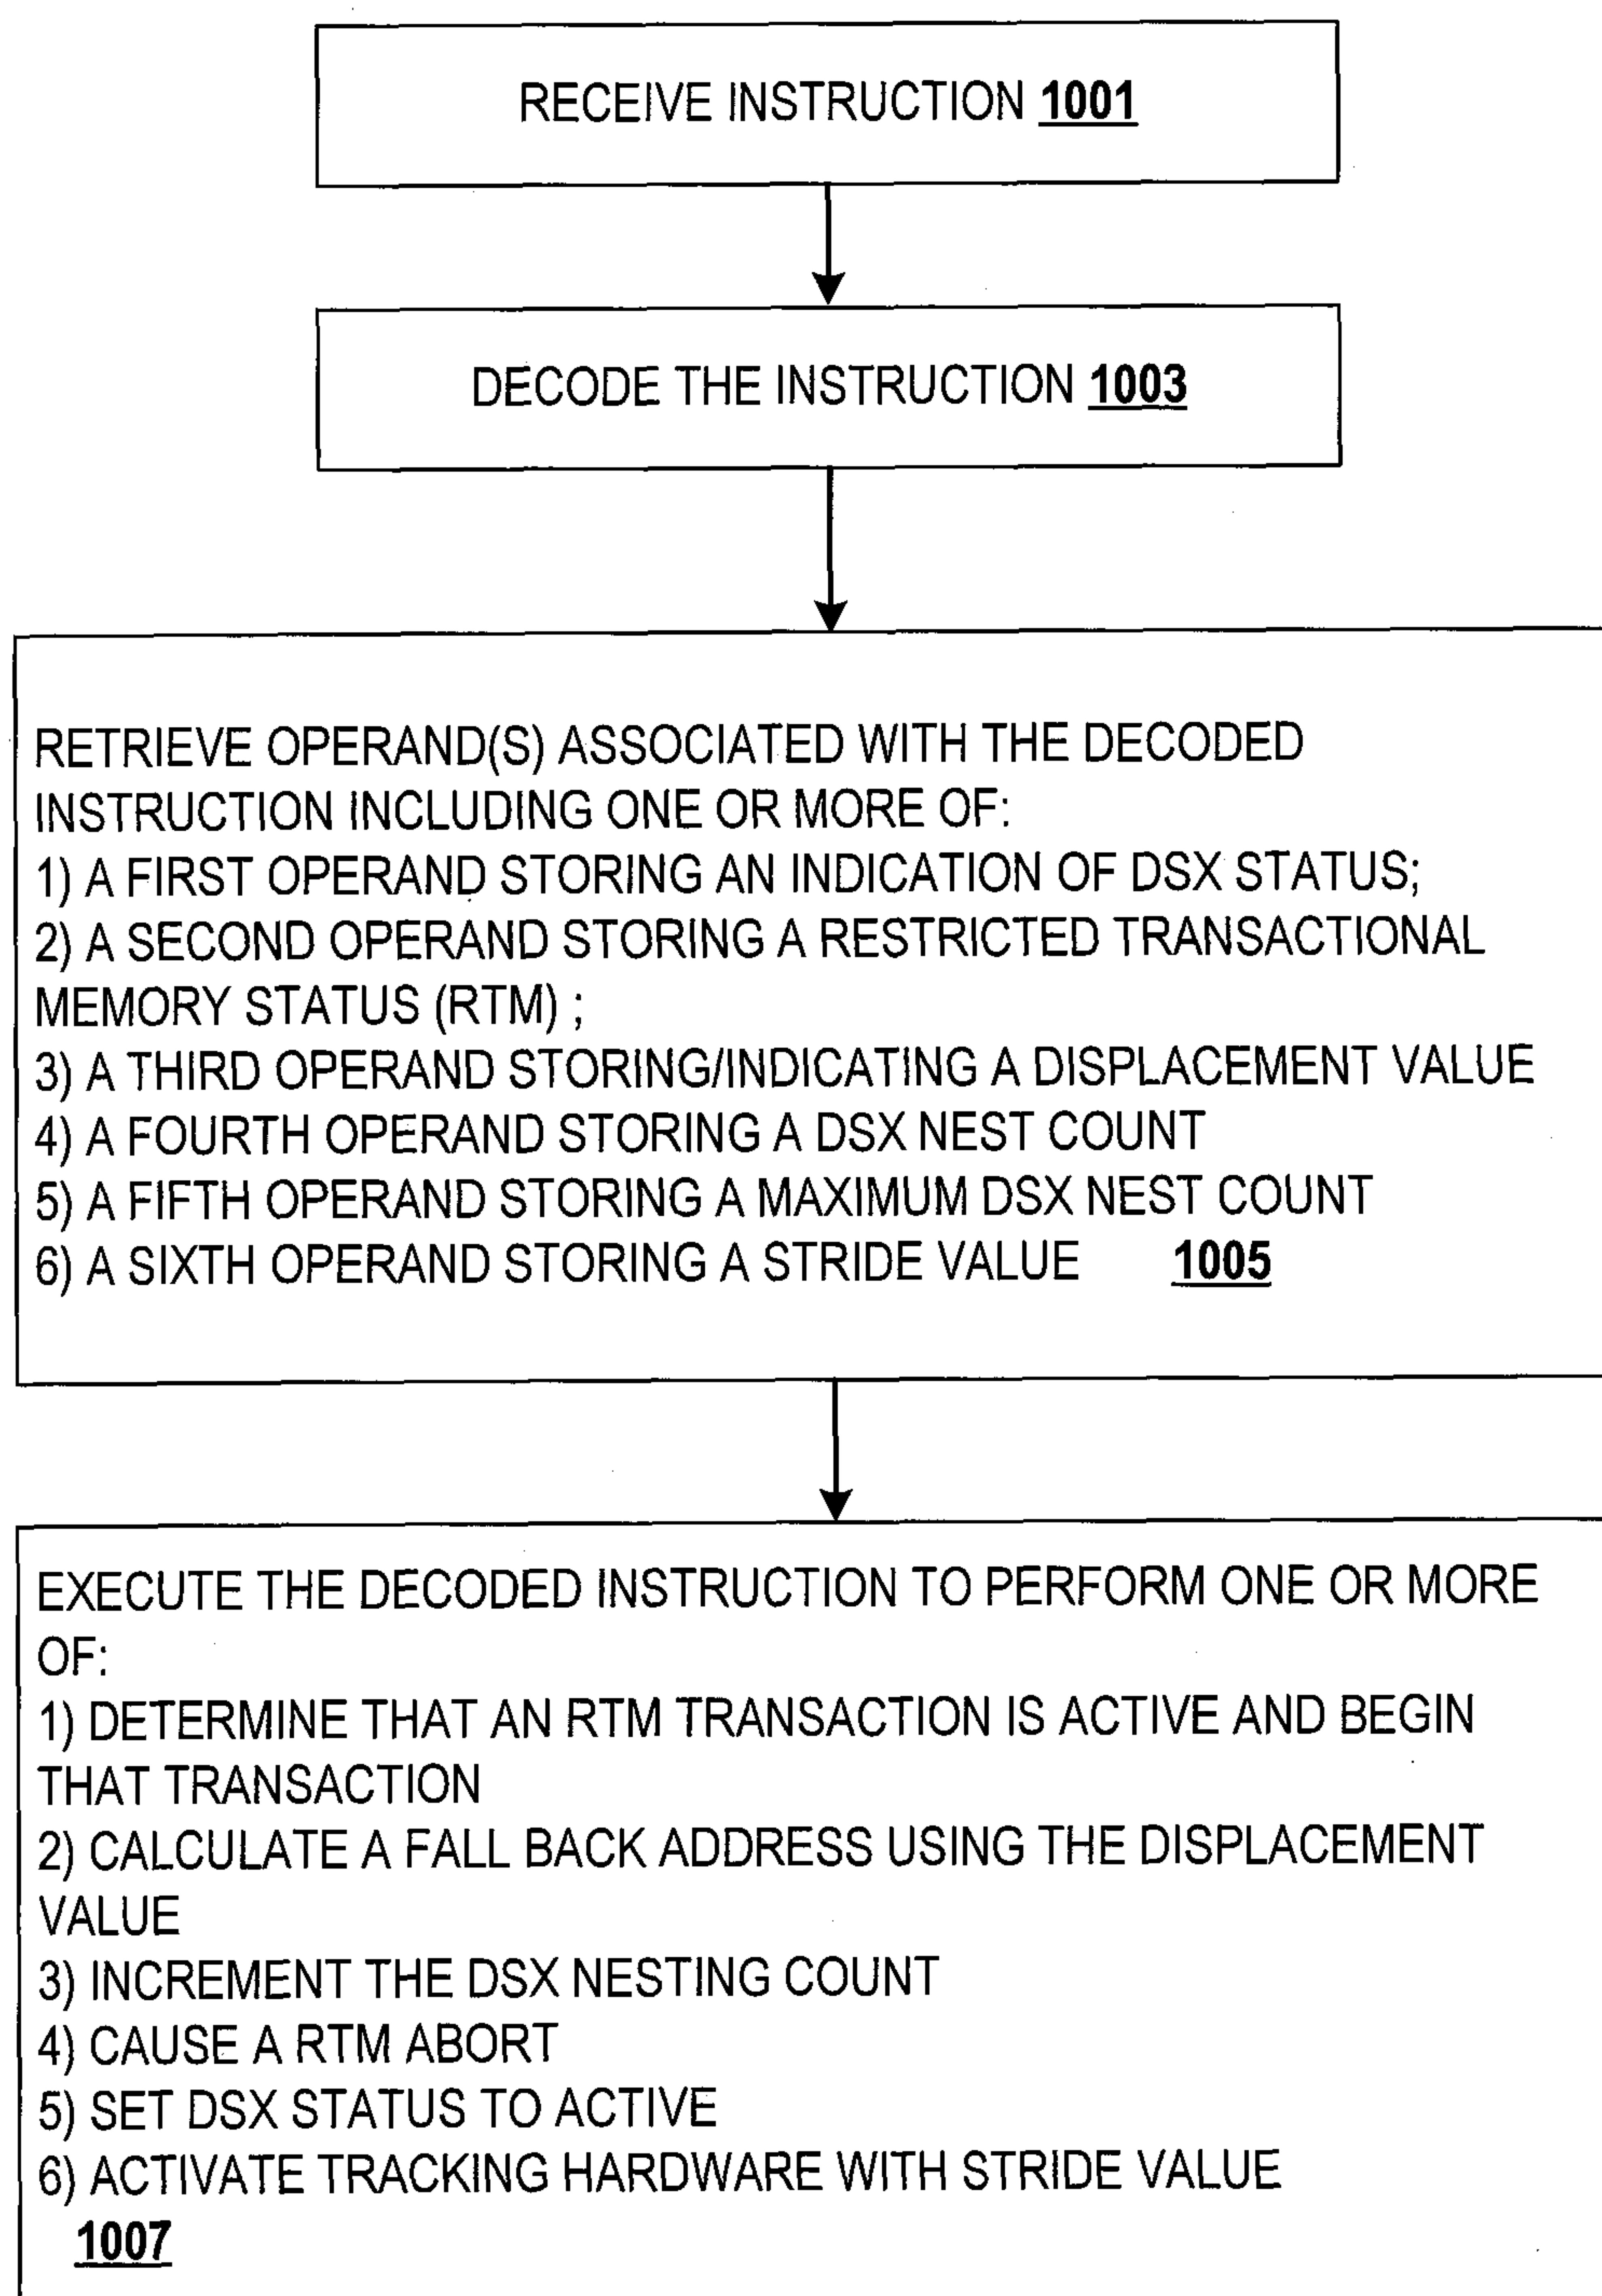 RECEIVE INSTRUCTION 1001
DECODE THE INSTRUCTION 1003
RETRIEVE OPERAND(S) ASSOCIATED WITH THE DECODED
INSTRUCTION INCLUDING ONE OR MORE OF:
1) A FIRST OPERAND STORING AN INDICATION OF DSX STATUS;
2) A SECOND OPERAND STORING A RESTRICTED TRANSACTIONAL
MEMORY STATUS (RTM) ;
3) A THIRD OPERAND STORING/INDICATING A DISPLACEMENT VALUE
4) A FOURTH OPERAND STORING A DSX NEST COUNT
5) A FIFTH OPERAND STORING A MAXIMUM DSX NEST COUNT
6) A SIXTH OPERAND STORING A STRIDE VALUE 1005
EXECUTE THE DECODED INSTRUCTION TO PERFORM ONE OR MORE
OF:
1) DETERMINE THAT AN RTM TRANSACTION IS ACTIVE AND BEGIN
THAT TRANSACTION
2) CALCULATE A FALL BACK ADDRESS USING THE DISPLACEMENT
VALUE
3) INCREMENT THE DSX NESTING COUNT
4) CAUSE A RTM ABORT
5) SET DSX STATUS TO ACTIVE
6) ACTIVATE TRACKING HARDWARE WITH STRIDE VALUE
1007